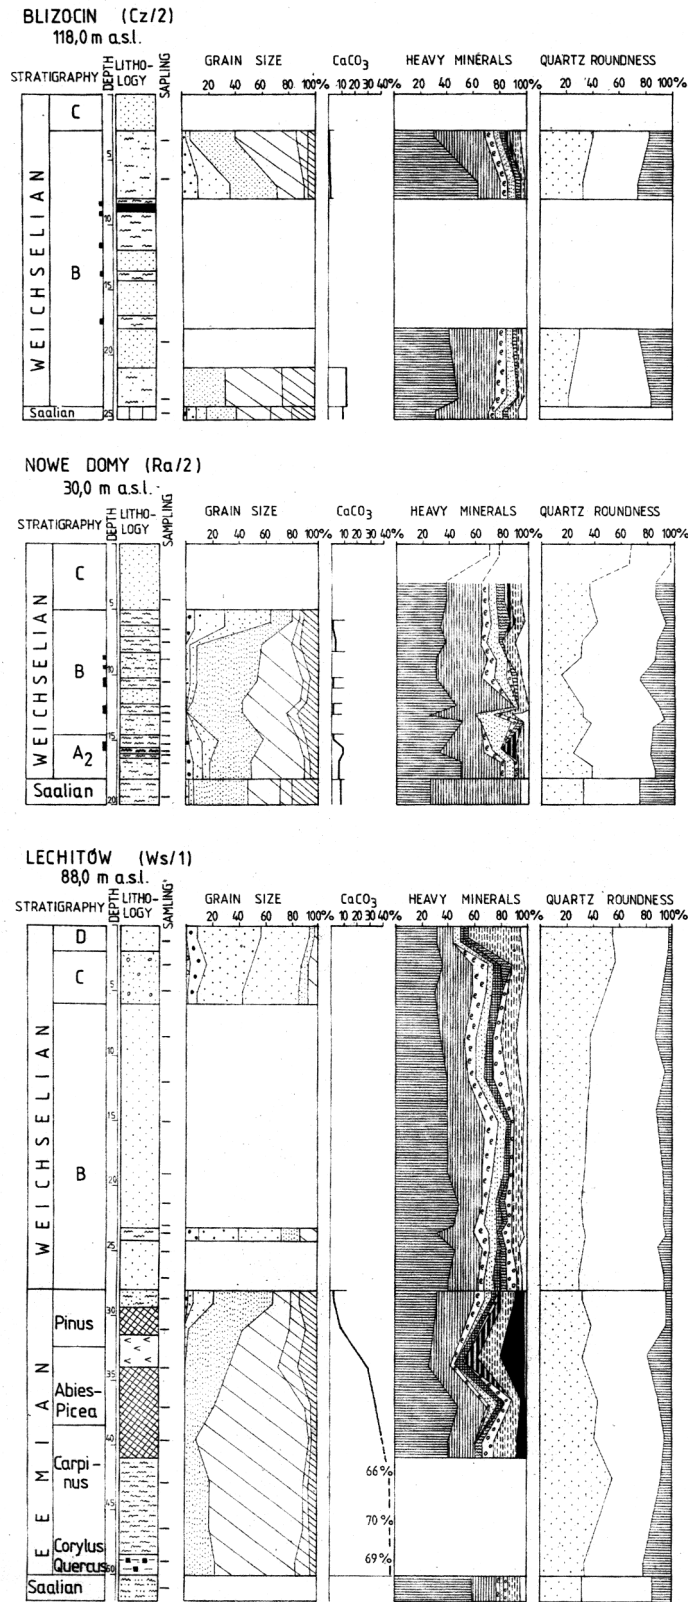 BLIZOCIN (Cz/2)
118,0 m a.s.l.
STRATIGRAPHY DEPTH LITHO-LOGY SAPLING GRAIN SIZE CaCO3 HEAVY MINERALS QUARTZ ROUNDNESS
20 40 60 80 100% 10 20 30 40 20 40 60 80 100% 20 40 60 80 100%
WEICHSELIAN
C
B
5
10
15
20
25
Saalian
NOWE DOMY (Ra/2)
30,0 m a.s.l.
STRATIGRAPHY DEPTH LITHO-LOGY SAMPLING GRAIN SIZE CaCO3 HEAVY MINERALS QUARTZ ROUNDNESS
20 40 60 80 100% 10 20 30 40 20 40 60 80 100% 20 40 60 80 100%
WEICHSELIAN
C
B
A2
5
10
15
20
Saalian
LECHITÓW (Ws/1)
88,0 m a.s.l.
STRATIGRAPHY DEPTH LITHO-LOGY SAMLING GRAIN SIZE CaCO3 HEAVY MINERALS QUARTZ ROUNDNESS
20 40 60 80 100% 10 20 30 40% 20 40 60 80 100% 20 40 60 80 100%
WEICHSELIAN
D
C
B
5
10
15
20
25
30
EEMIAN
Pinus
Abies-
Picea
40
Carpi-
nus
66%
45
70%
Corylus
Quercus
69%
Saalian